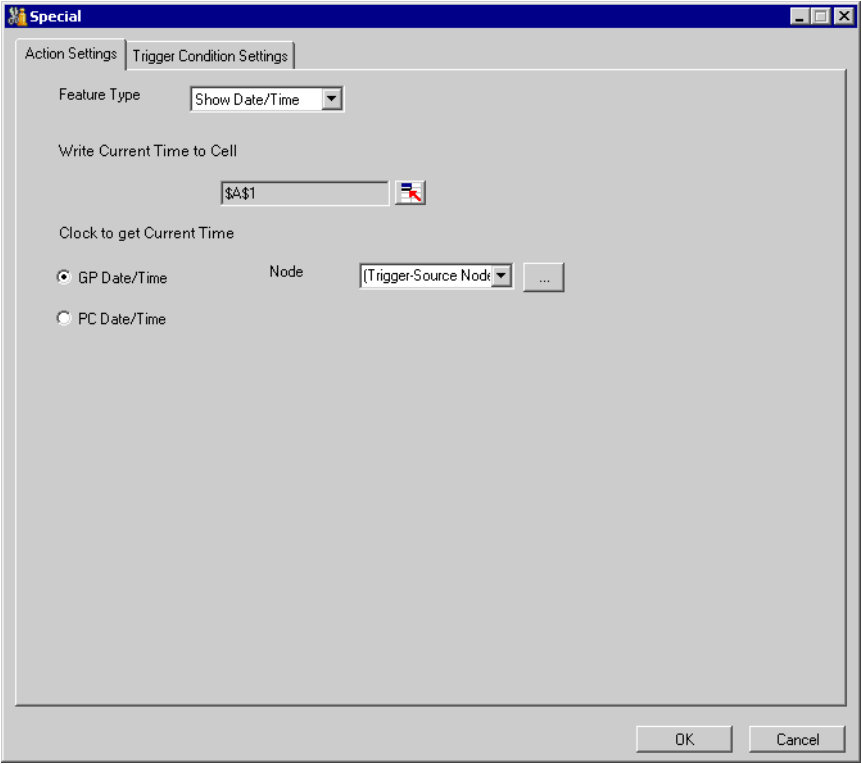 Special
Action Settings Trigger Condition Settings
Feature Type Show Date/Time
Write Current Time to Cell
$A$1
Clock to get Current Time
GP Date/Time Node (Trigger-Source Node ...
PC Date/Time
OK Cancel